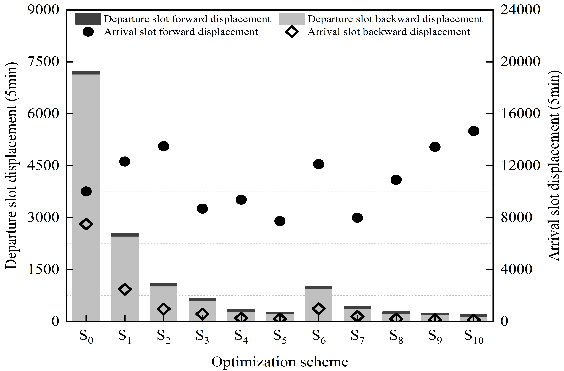 Departure slot forward displacement
Departure slot backward displacement
Arrival slot forward displacement
Arrival slot backward displacement
Departure slot displacement (5min)
9000
7500
6000
4500
3000
1500
0
24000
20000
16000
12000
8000
4000
0
Arrival slot displacement (5min)
S0 S1 S2 S3 S4 S5 S6 S7 S8 S9 S10
Optimization scheme